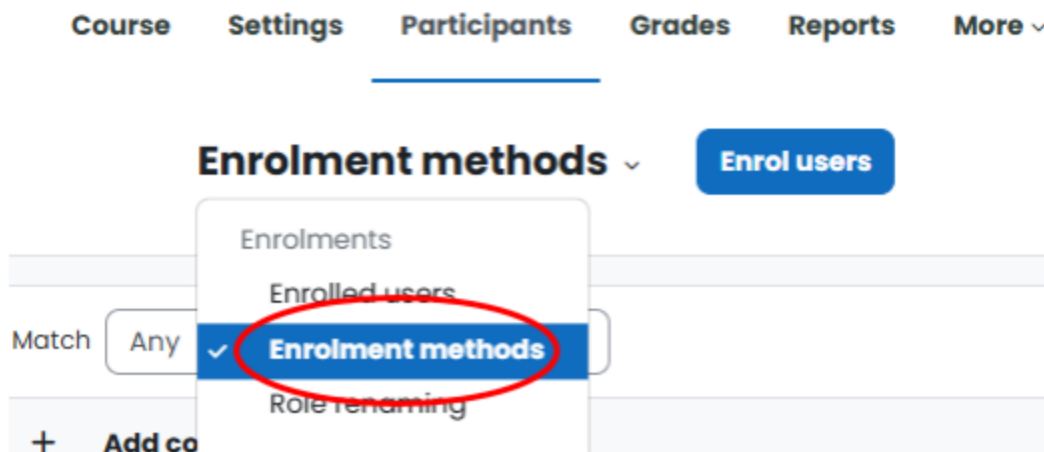 Course Settings Participants Grades Reports More
Enrolment methods Enrol users
Enrolments
Enrolled users
Match Any Enrolment methods
Role renaming
+ Add co